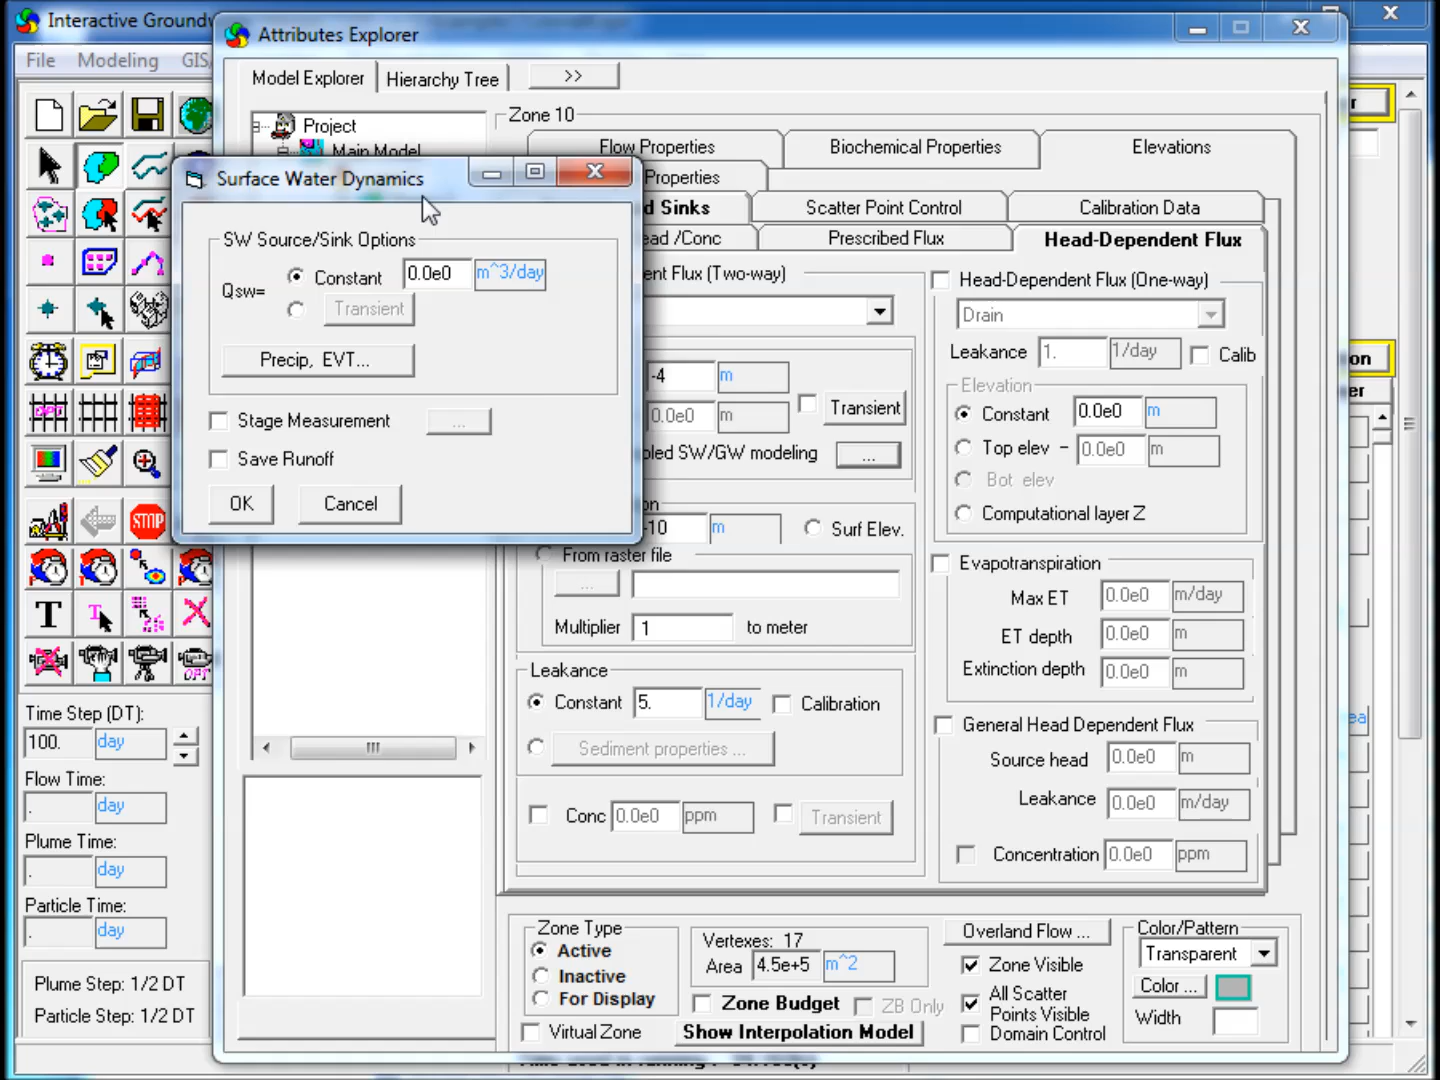 Interactive Groundw
Attributes Explorer
File Modeling GIS/
Model Explorer
Hierarchy Tree
>>
Project
Main Model
Zone 10
Flow Properties
Biochemical Properties
Elevations
Properties
d Sinks
Scatter Point Control
Calibration Data
ead /Conc
Prescribed Flux
Head-Dependent Flux
Surface Water Dynamics
SW Source/Sink Options
Qsw=
Constant 0.0e0 m^3/day
Transient
Precip, EVT...
Stage Measurement ...
Save Runoff
OK Cancel
ent Flux (Two-way)
-4 m
0.0e0 m
Transient
pled SW/GW modeling ...
on
-10 m Surf Elev.
From raster file
...
Multiplier 1 to meter
Leakance
Constant 5. 1/day Calibration
Sediment properties ...
Conc 0.0e0 ppm Transient
Head-Dependent Flux (One-way)
Drain
Leakance 1. 1/day Calib
Elevation
Constant 0.0e0 m
Top elev - 0.0e0 m
Bot elev
Computational layer Z
Evapotranspiration
Max ET 0.0e0 m/day
ET depth 0.0e0 m
Extinction depth 0.0e0 m
General Head Dependent Flux
Source head 0.0e0 m
Leakance 0.0e0 m/day
Concentration 0.0e0 ppm
OPT
STOP
T T
OPT
Time Step (DT):
100. day
Flow Time:
. day
Plume Time:
. day
Particle Time:
. day
Plume Step: 1/2 DT
Particle Step: 1/2 DT
Zone Type
Active
Inactive
For Display
Virtual Zone
Vertexes: 17
Area 4.5e+5 m^2
Zone Budget ZB Only
Show Interpolation Model
Overland Flow ...
Zone Visible
All Scatter
Points Visible
Domain Control
Color/Pattern
Transparent
Color ...
Width
r
on
er
ea